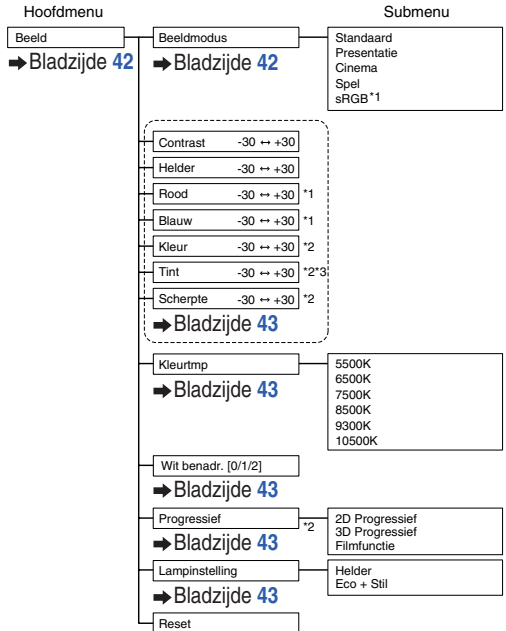 Hoofdmenu
Submenu
Beeld
➡Bladzijde 42
Beeldmodus
➡Bladzijde 42
Standaard
Presentatie
Cinema
Spel
sRGB*1
Contrast -30 ↔ +30
Helder -30 ↔ +30
Rood -30 ↔ +30 *1
Blauw -30 ↔ +30 *1
Kleur -30 ↔ +30 *2
Tint -30 ↔ +30 *2*3
Scherpte -30 ↔ +30 *2
➡Bladzijde 43
Kleurtmp
➡Bladzijde 43
5500K
6500K
7500K
8500K
9300K
10500K
Wit benadr. [0/1/2]
➡Bladzijde 43
Progressief *2
➡Bladzijde 43
2D Progressief
3D Progressief
Filmfunctie
Lampinstelling
➡Bladzijde 43
Helder
Eco + Stil
Reset